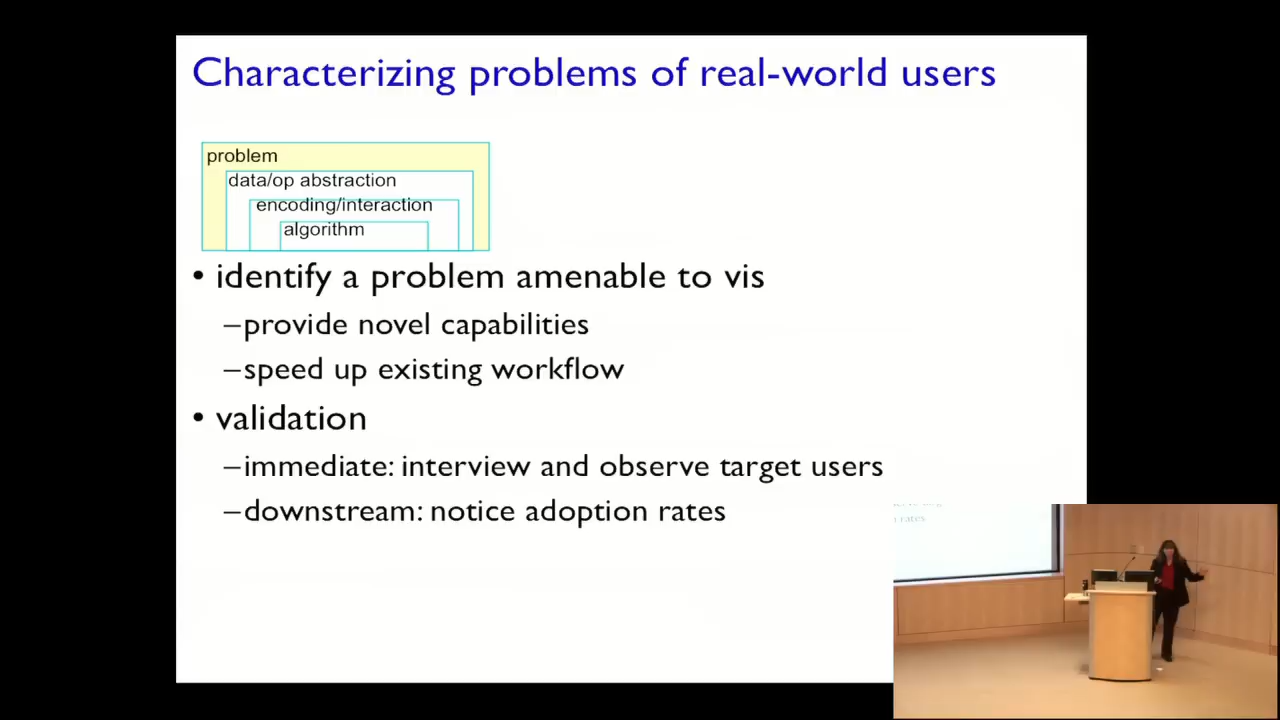 Characterizing problems of real-world users
problem
data/op abstraction
encoding/interaction
algorithm
• identify a problem amenable to vis
–provide novel capabilities
–speed up existing workflow
• validation
–immediate: interview and observe target users
–downstream: notice adoption rates
rates